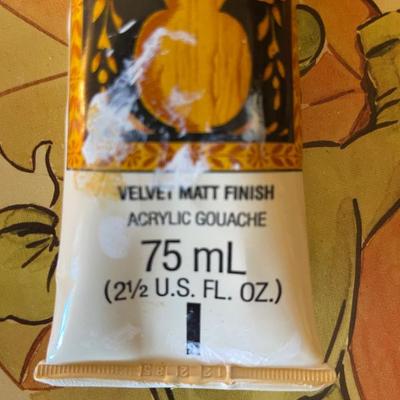 VELVET MATT FINISH
ACRYLIC GOUACHE
75 mL
(2½ U.S. FL. OZ.)